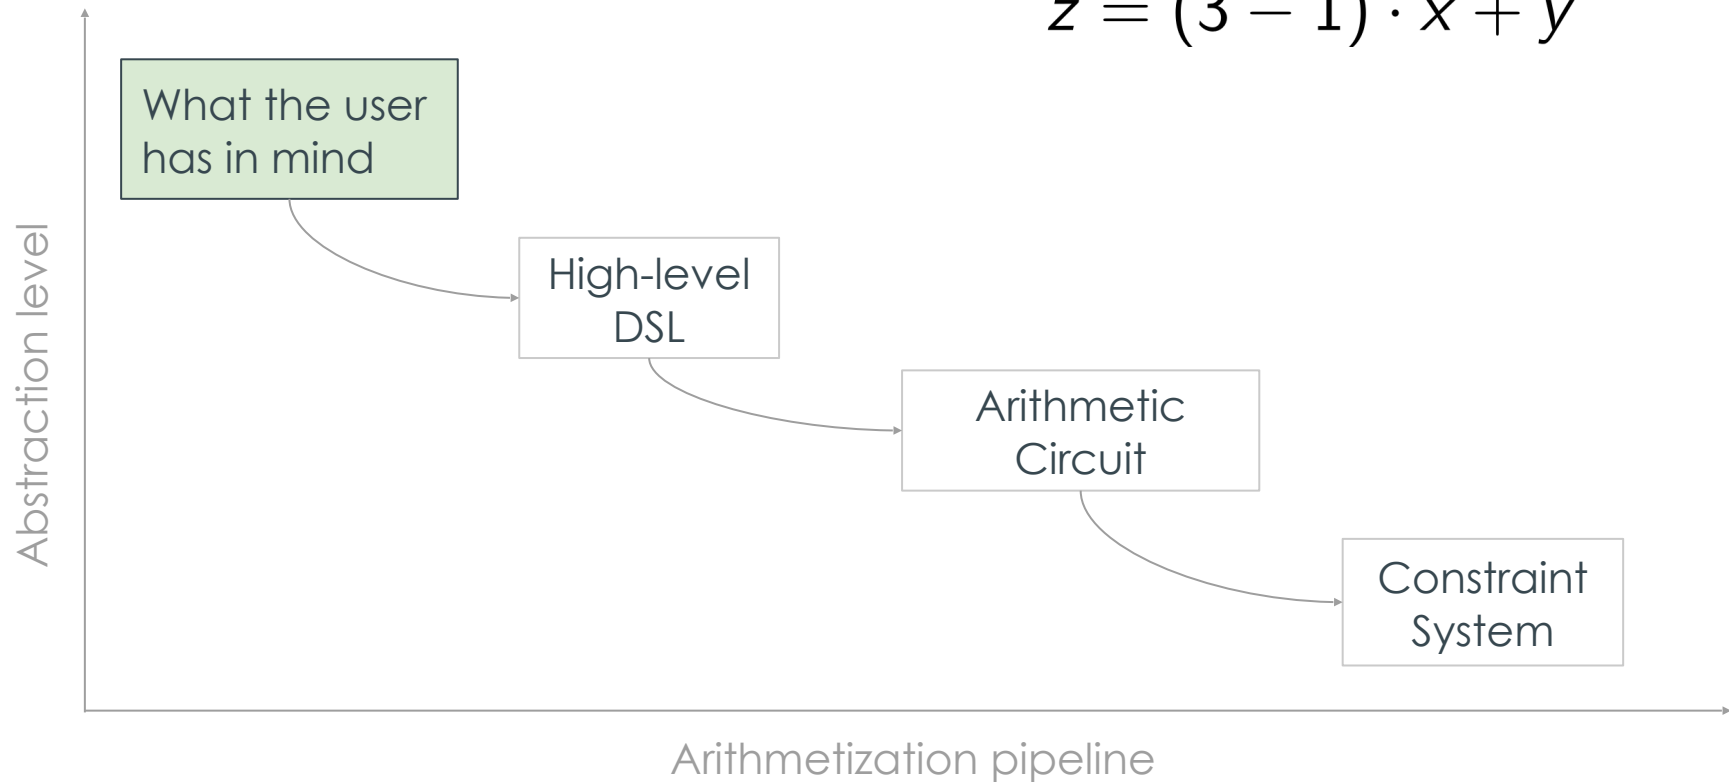 z = (3 − 1) · x + y
What the user
has in mind
High-level
DSL
Arithmetic
Circuit
Constraint
System
Abstraction level
Arithmetization pipeline